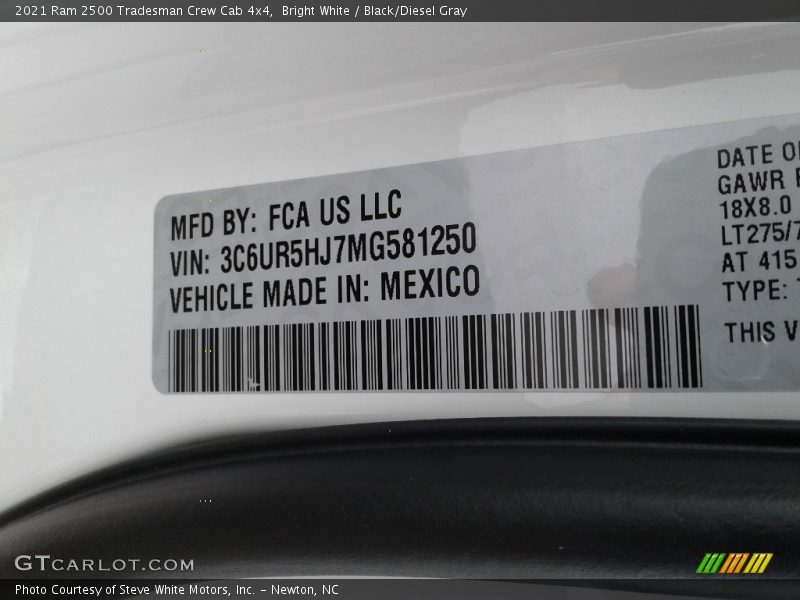 2021 Ram 2500 Tradesman Crew Cab 4x4,  Bright White / Black/Diesel Gray
MFD BY: FCA US LLC
VIN: 3C6UR5HJ7MG581250
VEHICLE MADE IN: MEXICO
DATE
GAWR
18X8.0
LT275/7
AT 415
TYPE:
THIS V
GTCARLOT.COM
Photo Courtesy of Steve White Motors, Inc. – Newton, NC